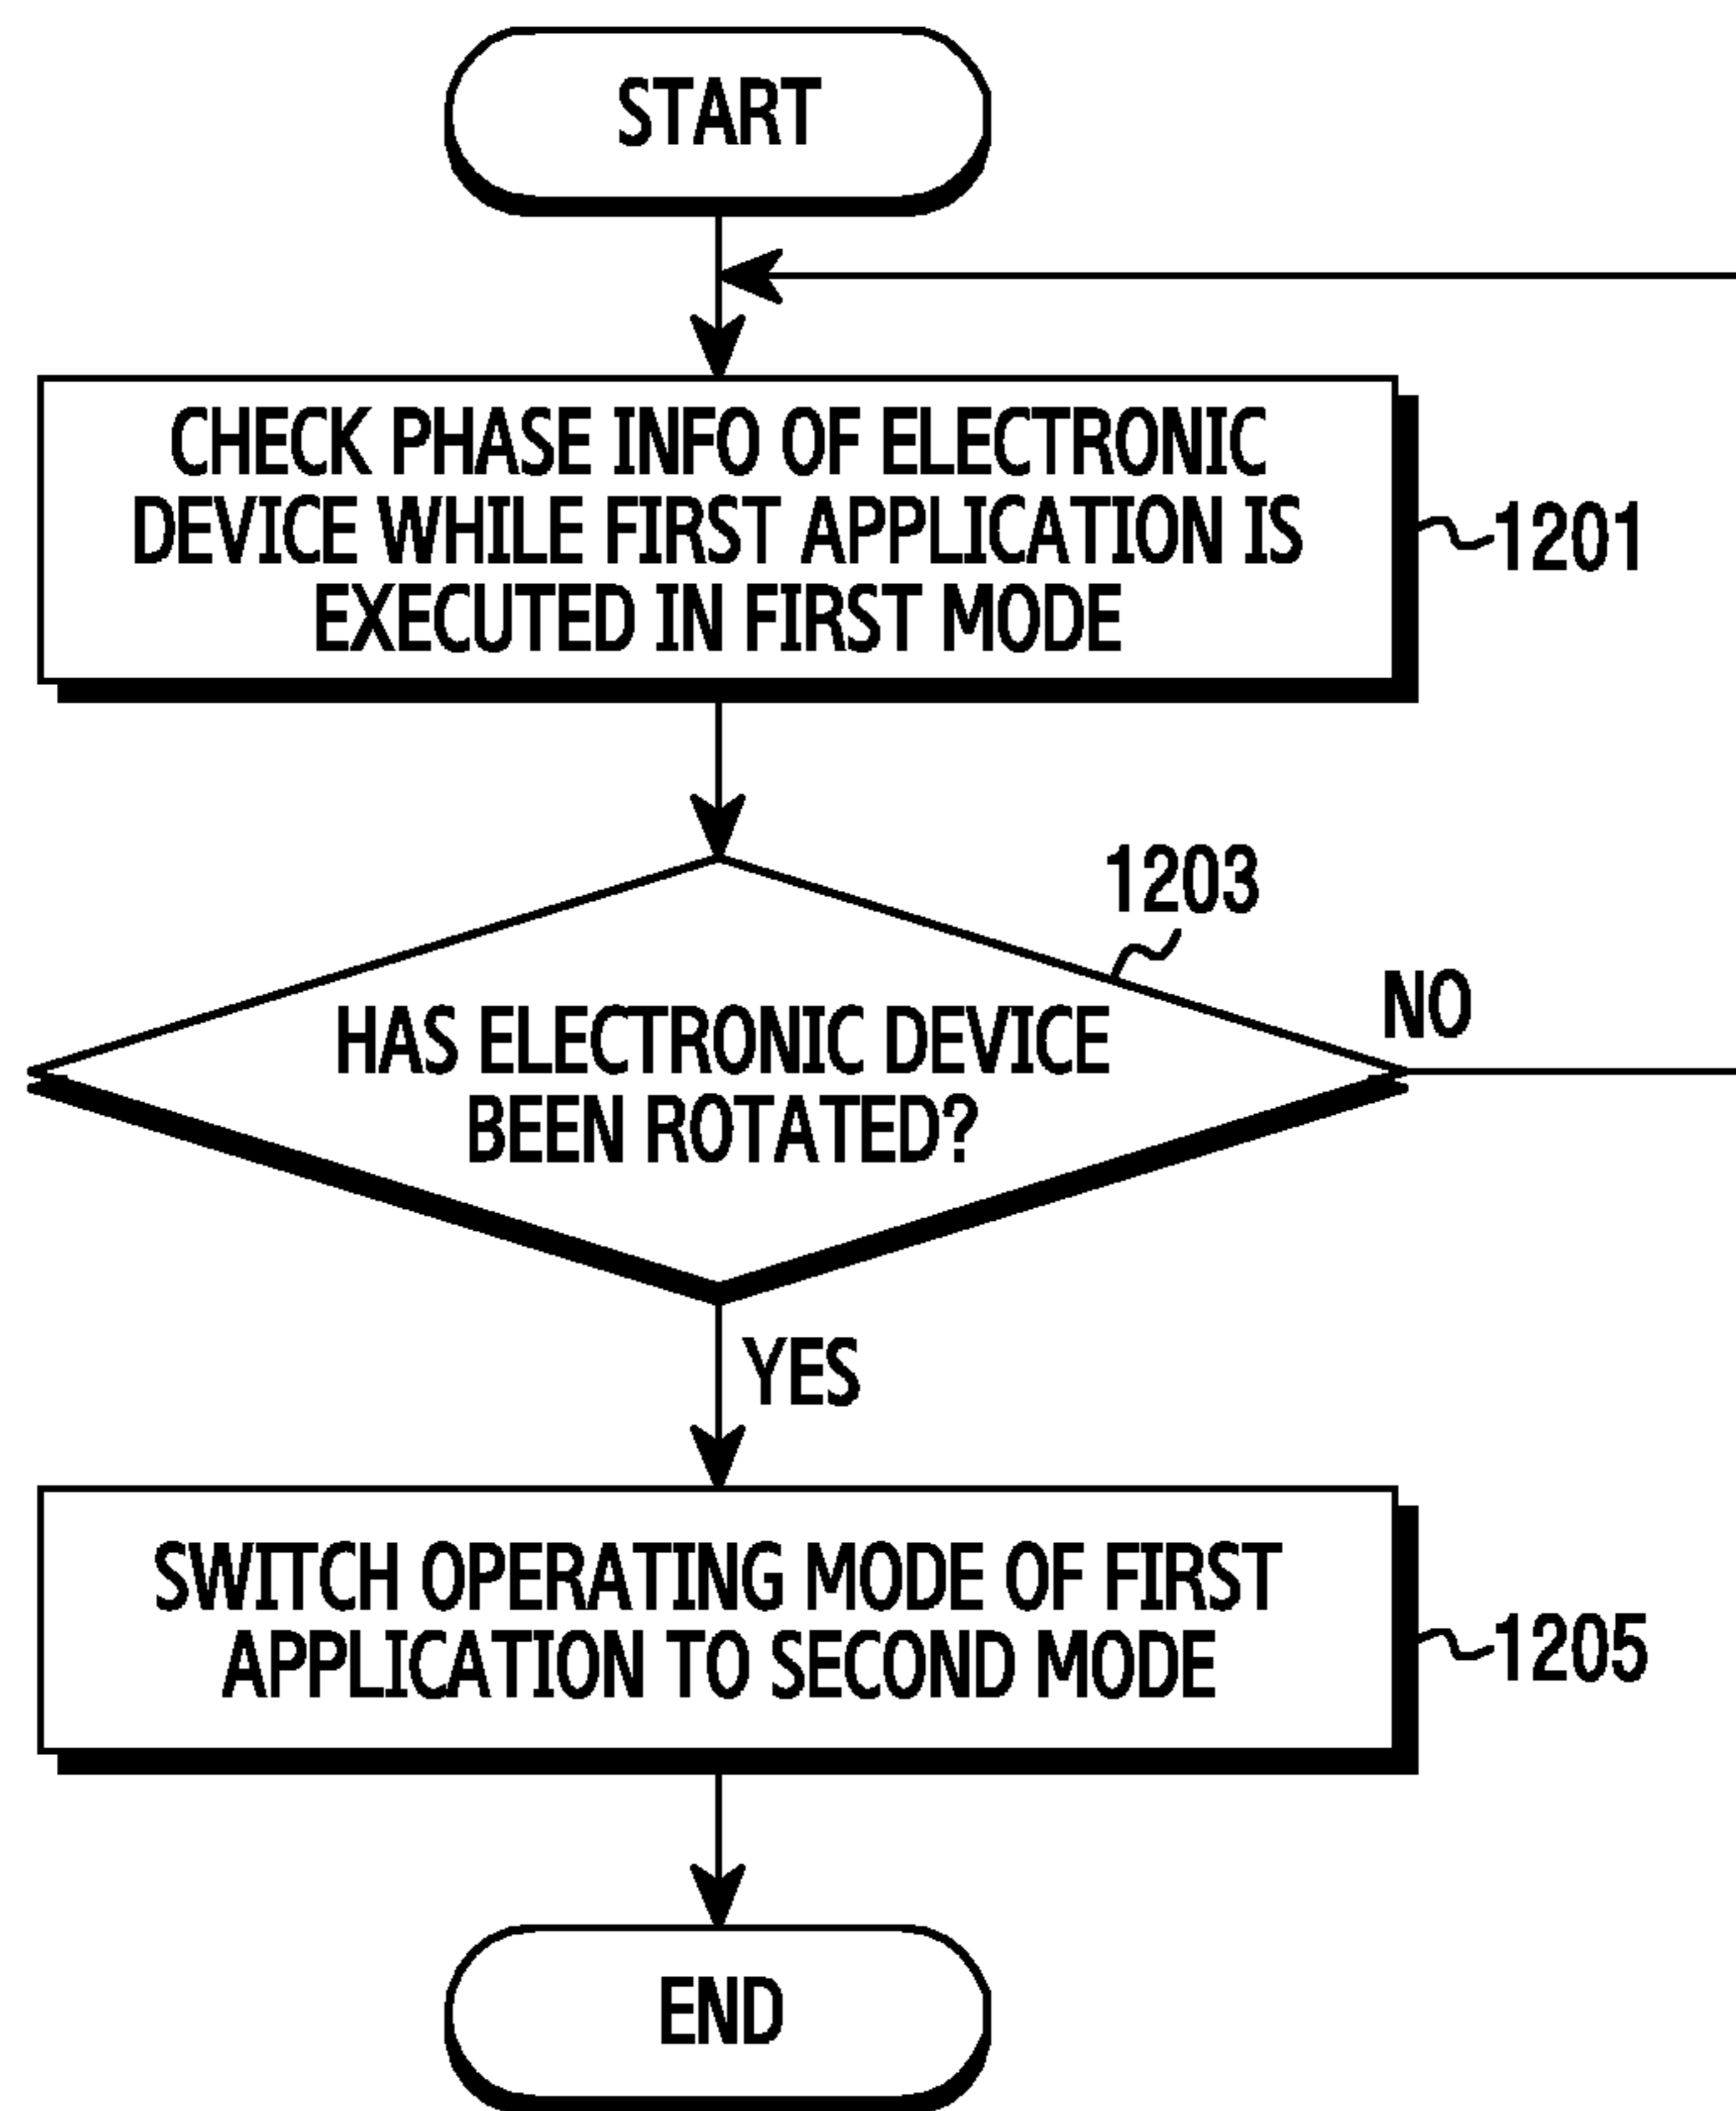 START
CHECK PHASE INFO OF ELECTRONIC
DEVICE WHILE FIRST APPLICATION IS
EXECUTED IN FIRST MODE
1201
1203
HAS ELECTRONIC DEVICE
BEEN ROTATED?
NO
YES
SWITCH OPERATING MODE OF FIRST
APPLICATION TO SECOND MODE
1205
END